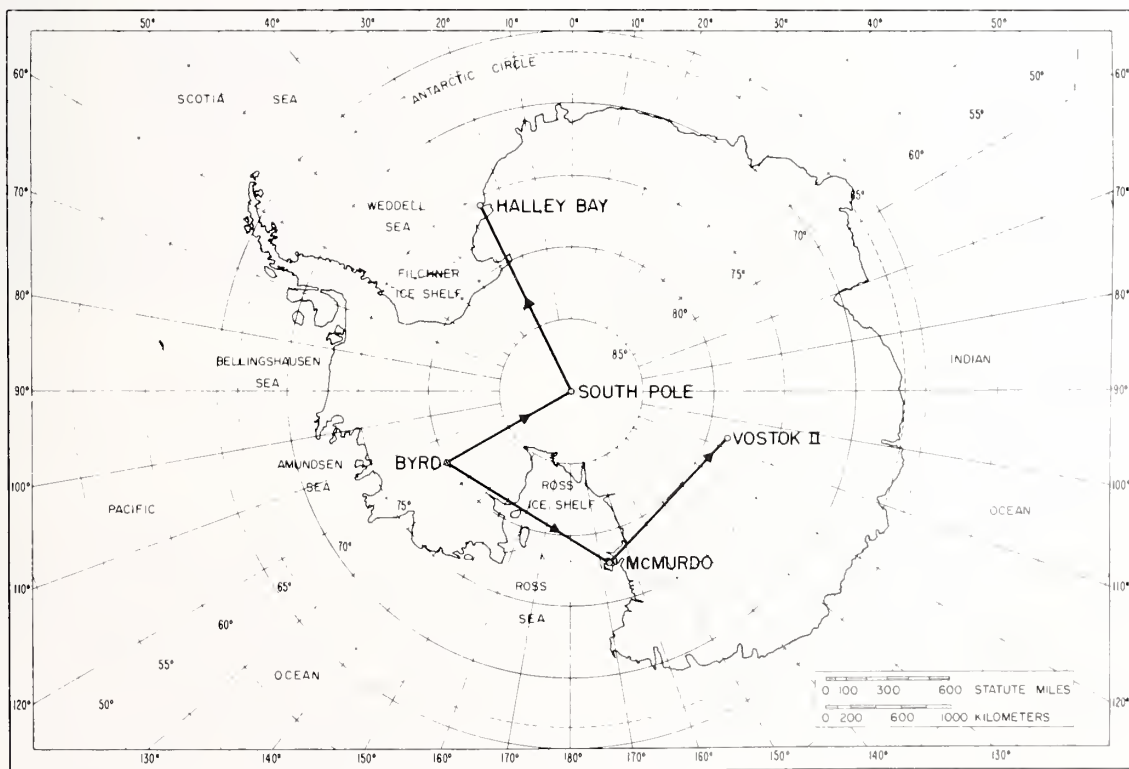 50° 40° 30° 20° 10° 0° 10° 20° 30° 40° 50°
60° 50° 60°
SCOTIA SEA
ANTARCTIC CIRCLE
55°
60°
70° WEDDELL SEA HALLEY BAY 65° 70°
70°
FILCHNER
ICE SHELF
75°
80° 80° 80°
BELLINGSHAUSEN
SEA
85°
INDIAN
90° SOUTH POLE 90°
VOSTOK II
BYRD
AMUNDSEN
SEA
ROSS
ICE SHELF
100° 100°
PACIFIC 75° OCEAN
70°
McMURDO
65°
ROSS
SEA
110° 110°
60°
55°
OCEAN
50°
0 100 300 600 STATUTE MILES
0 200 600 1000 KILOMETERS
120° 120°
130° 140° 150° 160° 170° 180° 170° 160° 150° 140° 130°